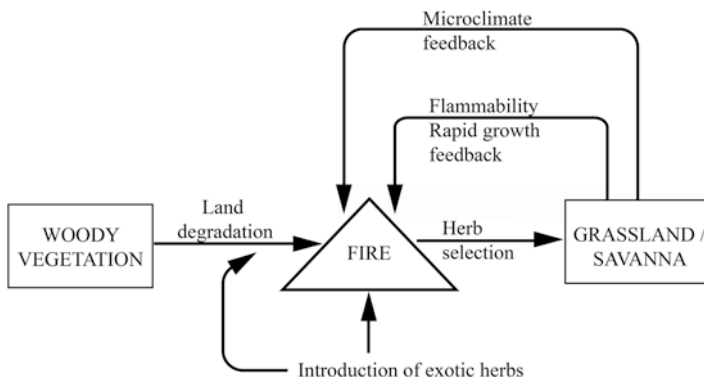 Microclimate
feedback
Flammability
Rapid growth
feedback
Land
degradation
WOODY
VEGETATION
FIRE
Herb
selection
GRASSLAND /
SAVANNA
Introduction of exotic herbs